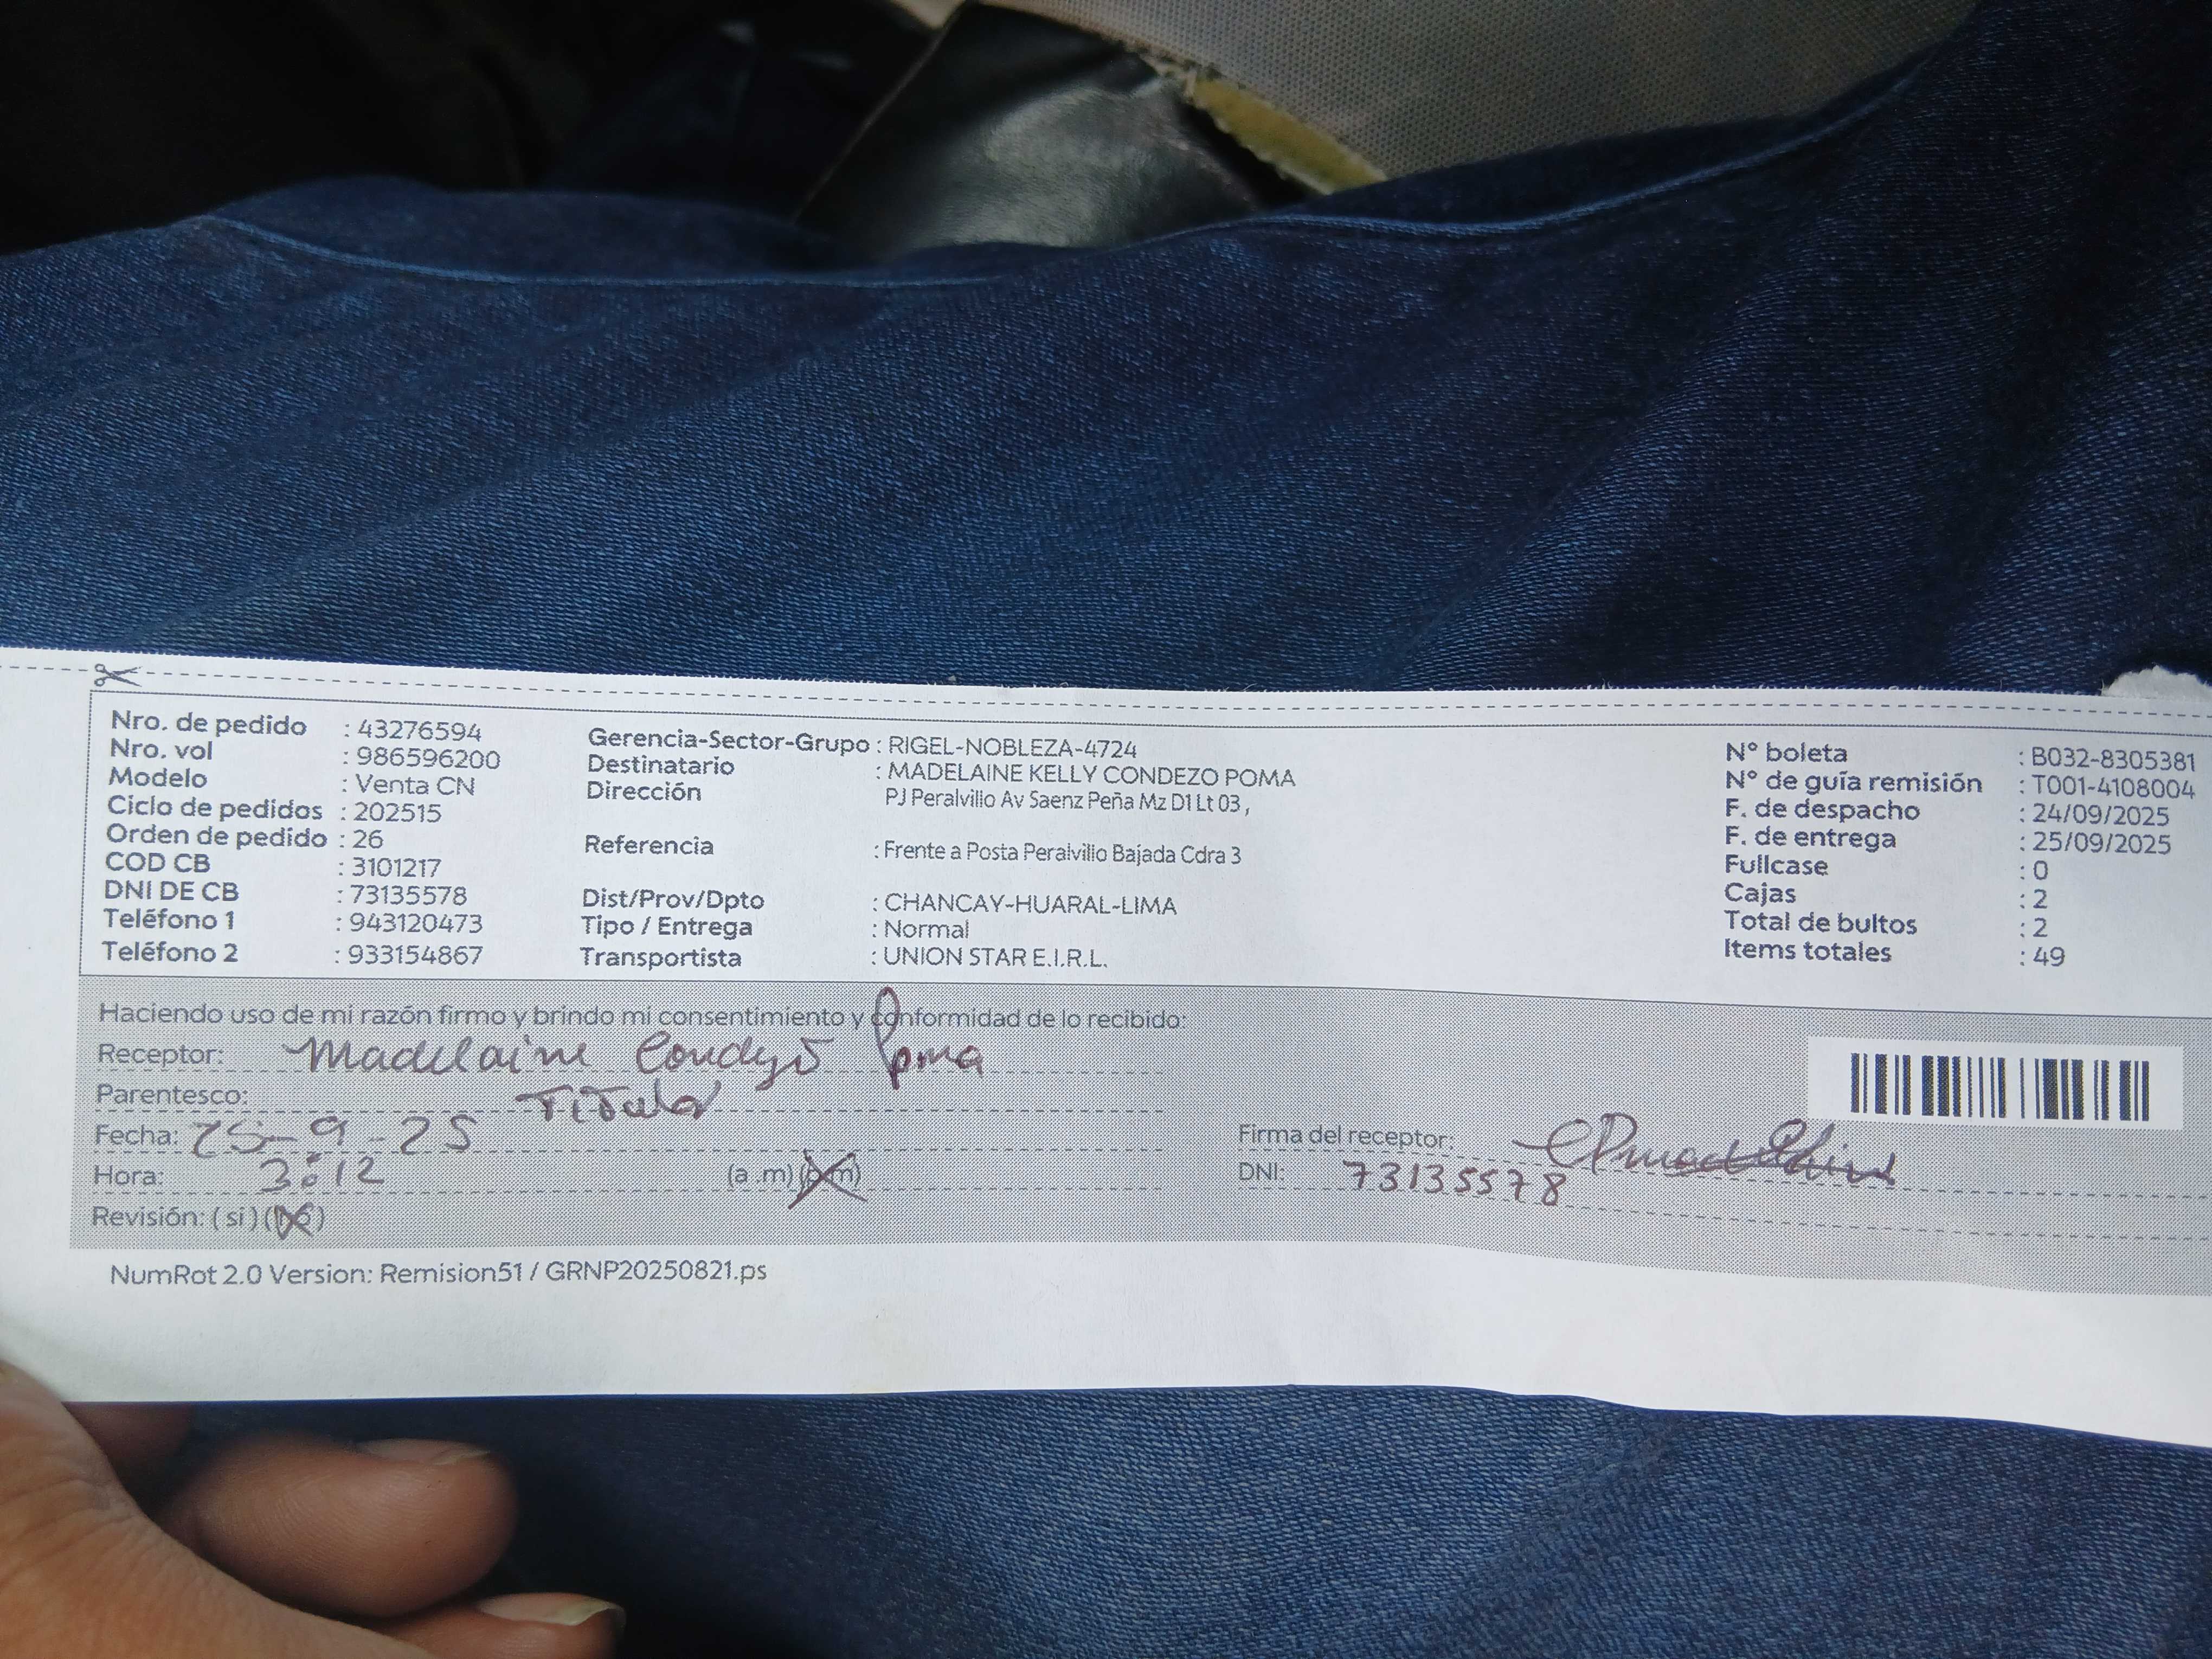 Nro. de pedido : 43276594
Nro. vol : 986596200
Modelo : Venta CN
Ciclo de pedidos : 202515
Orden de pedido : 26
COD CB : 3101217
DNI DE CB : 73135578
Teléfono 1 : 943120473
Teléfono 2 : 933154867
Gerencia-Sector-Grupo : RIGEL-NOBLEZA-4724
Destinatario : MADELAINE KELLY CONDEZO POMA
Dirección PJ Peralvillo Av Saenz Peña Mz D1 Lt 03 ,
Referencia : Frente a Posta Peralvillo Bajada Cdra 3
Dist/Prov/Dpto : CHANCAY-HUARAL-LIMA
Tipo / Entrega : Normal
Transportista : UNION STAR E.I.R.L.
N° boleta : B032-8305381
N° de guía remisión : T001-4108004
F. de despacho : 24/09/2025
F. de entrega : 25/09/2025
Fullcase : 0
Cajas : 2
Total de bultos : 2
Items totales : 49
Haciendo uso de mi razón firmo y brindo mi consentimiento y conformidad de lo recibido:
Receptor: Madelaine Condezo Poma
Parentesco: Titular
Fecha: 25-9-25
Hora: 3:12 (a .m) (p.m)
Revisión: ( si ) (no)
Firma del receptor:
DNI: 73135578
NumRot 2.0 Version: Remision51 / GRNP20250821.ps